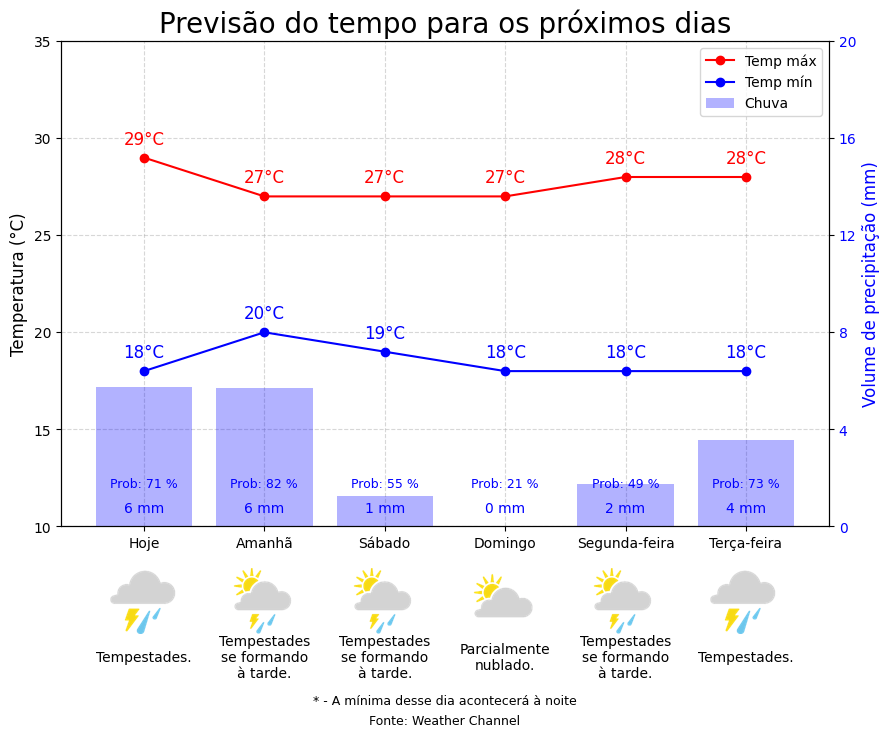 Previsão do tempo para os próximos dias
35
30
25
20
15
10
Temperatura (°C)
20
16
12
8
4
0
Volume de precipitação (mm)
Temp máx
Temp mín
Chuva
29°C
27°C
27°C
27°C
28°C
28°C
18°C
20°C
19°C
18°C
18°C
18°C
Prob: 71 %
Prob: 82 %
Prob: 55 %
Prob: 21 %
Prob: 49 %
Prob: 73 %
6 mm
6 mm
1 mm
0 mm
2 mm
4 mm
Hoje
Amanhã
Sábado
Domingo
Segunda-feira
Terça-feira
Tempestades.
Tempestades
se formando
à tarde.
Tempestades
se formando
à tarde.
Parcialmente
nublado.
Tempestades
se formando
à tarde.
Tempestades.
* - A mínima desse dia acontecerá à noite
Fonte: Weather Channel